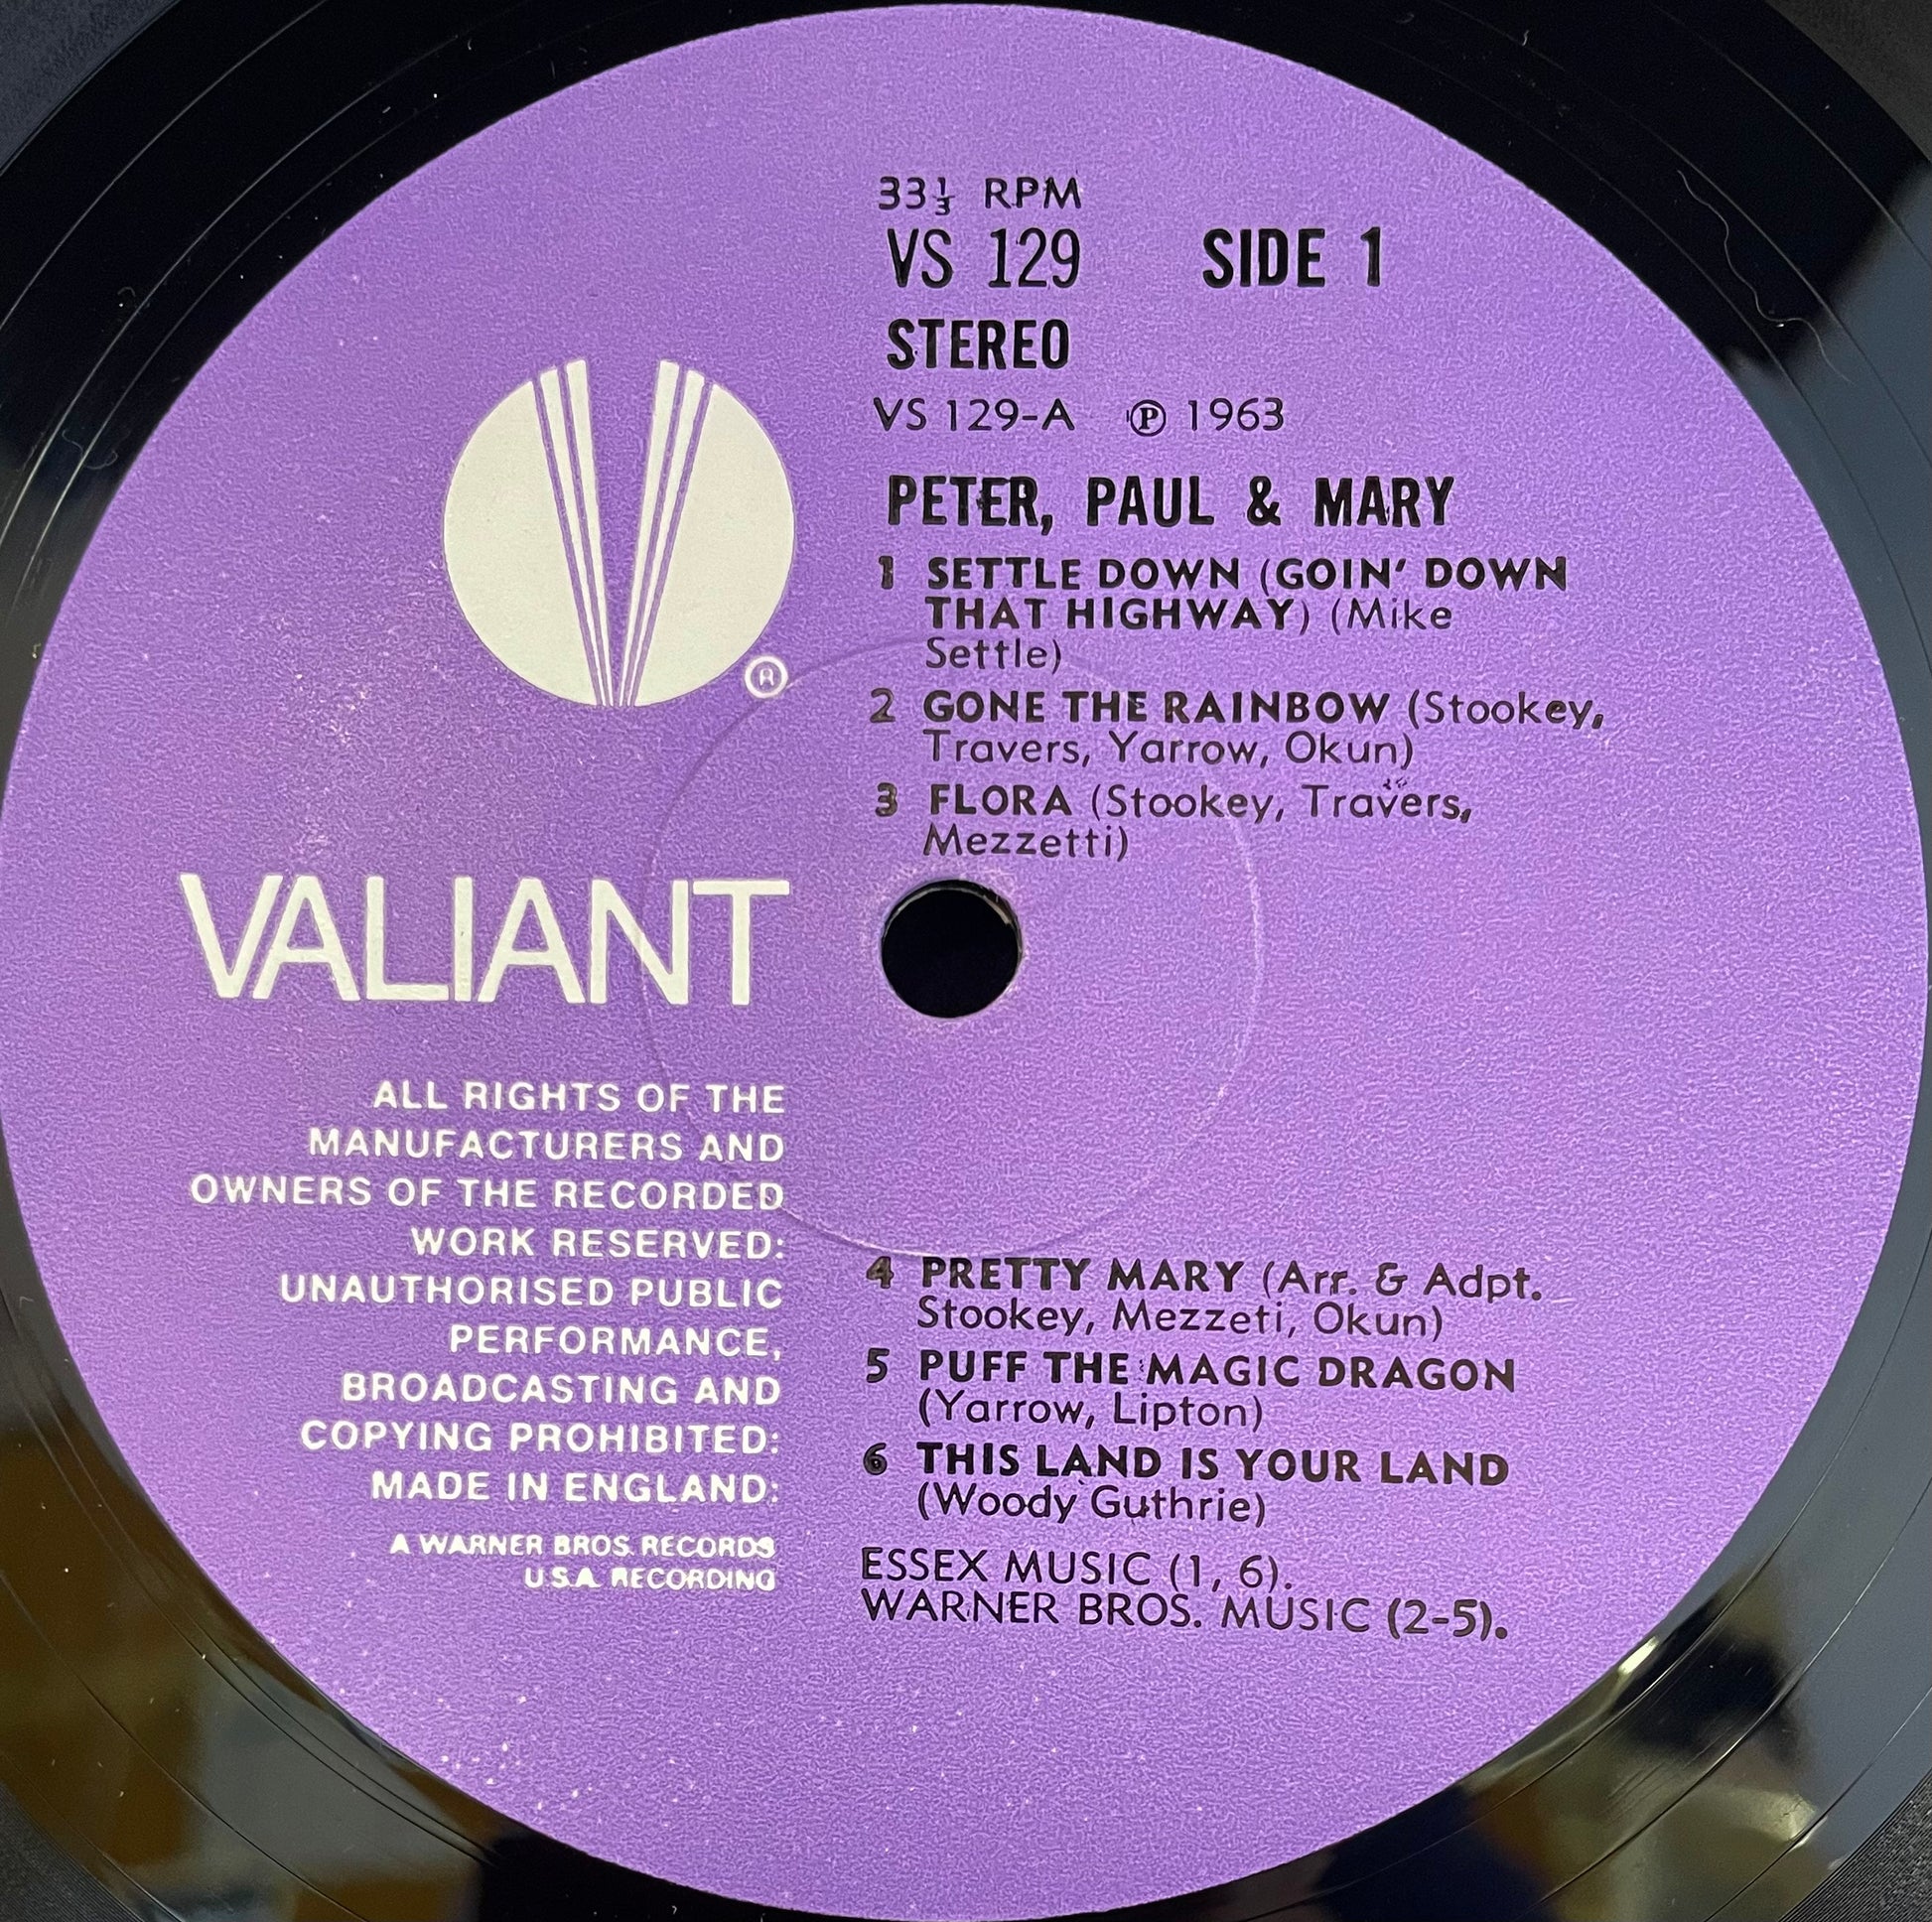 33⅓ RPM
VS 129 SIDE 1
STEREO
VS 129-A ℗ 1963
PETER, PAUL & MARY
1 SETTLE DOWN (GOIN' DOWN
THAT HIGHWAY) (Mike
Settle)
2 GONE THE RAINBOW (Stookey,
Travers, Yarrow, Okun)
3 FLORA (Stookey, Travers,
Mezzetti)
®
VALIANT
ALL RIGHTS OF THE
MANUFACTURERS AND
OWNERS OF THE RECORDED
WORK RESERVED:
UNAUTHORISED PUBLIC
PERFORMANCE,
BROADCASTING AND
COPYING PROHIBITED:
MADE IN ENGLAND:
A WARNER BROS. RECORDS
U.S.A. RECORDING
4 PRETTY MARY (Arr. & Adpt.
Stookey, Mezzeti, Okun)
5 PUFF THE MAGIC DRAGON
(Yarrow, Lipton)
6 THIS LAND IS YOUR LAND
(Woody Guthrie)
ESSEX MUSIC (1, 6).
WARNER BROS. MUSIC (2-5).